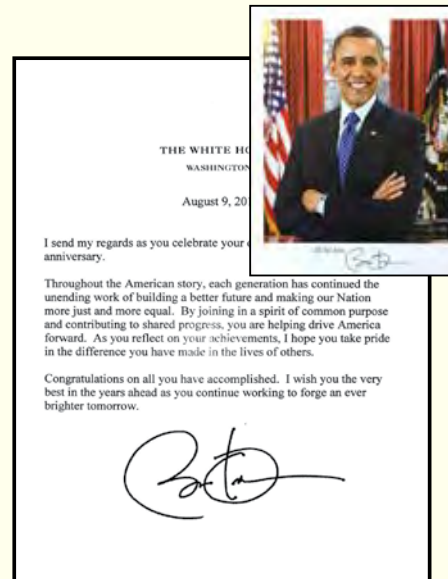 THE WHITE HO
WASHINGTON
August 9, 20
I send my regards as you celebrate your
anniversary.
Throughout the American story, each generation has continued the
unending work of building a better future and making our Nation
more just and more equal. By joining in a spirit of common purpose
and contributing to shared progress, you are helping drive America
forward. As you reflect on your achievements, I hope you take pride
in the difference you have made in the lives of others.
Congratulations on all you have accomplished. I wish you the very
best in the years ahead as you continue working to forge an ever
brighter tomorrow.